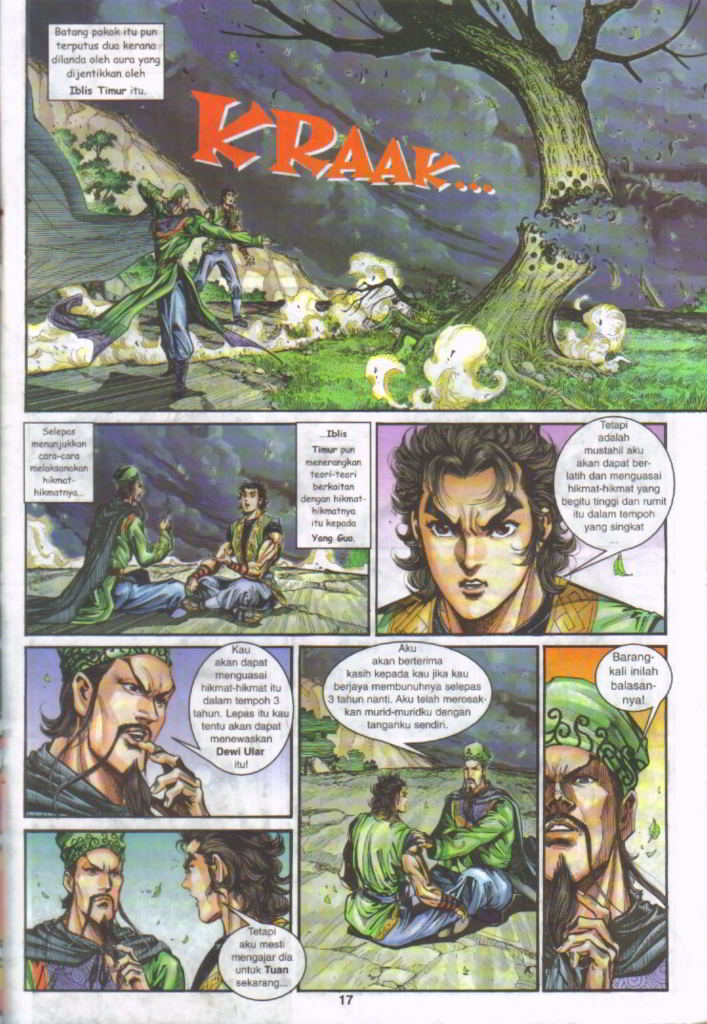 Batang pokok itu pun
terputus dua kerana
dilanda oleh aura yang
dijentikkan oleh
Iblis Timur itu.
KRAAK...
Selepas
menunjukkan
cara-cara
melaksanakan
hikmat-
hikmatnya...
...Iblis
Timur pun
menerangkan
teori-teori
berkaitan
dengan hikmat-
hikmatnya
itu kepada
Yang Guo.
Tetapi
adalah
mustahil aku
akan dapat ber-
latih dan menguasai
hikmat-hikmat yang
begitu tinggi dan rumit
itu dalam tempoh
yang singkat
...
Kau
akan dapat
menguasai
hikmat-hikmat itu
dalam tempoh 3
tahun. Lepas itu kau
tentu akan dapat
menewaskan
Dewi Ular
itu!
Tetapi
aku mesti
mengajar dia
untuk Tuan
sekarang...
Aku
akan berterima
kasih kepada kau jika kau
berjaya membunuhnya selepas
3 tahun nanti. Aku telah merosak-
kan murid-muridku dengan
tanganku sendiri.
Barang-
kali inilah
balasan-
nya!
17